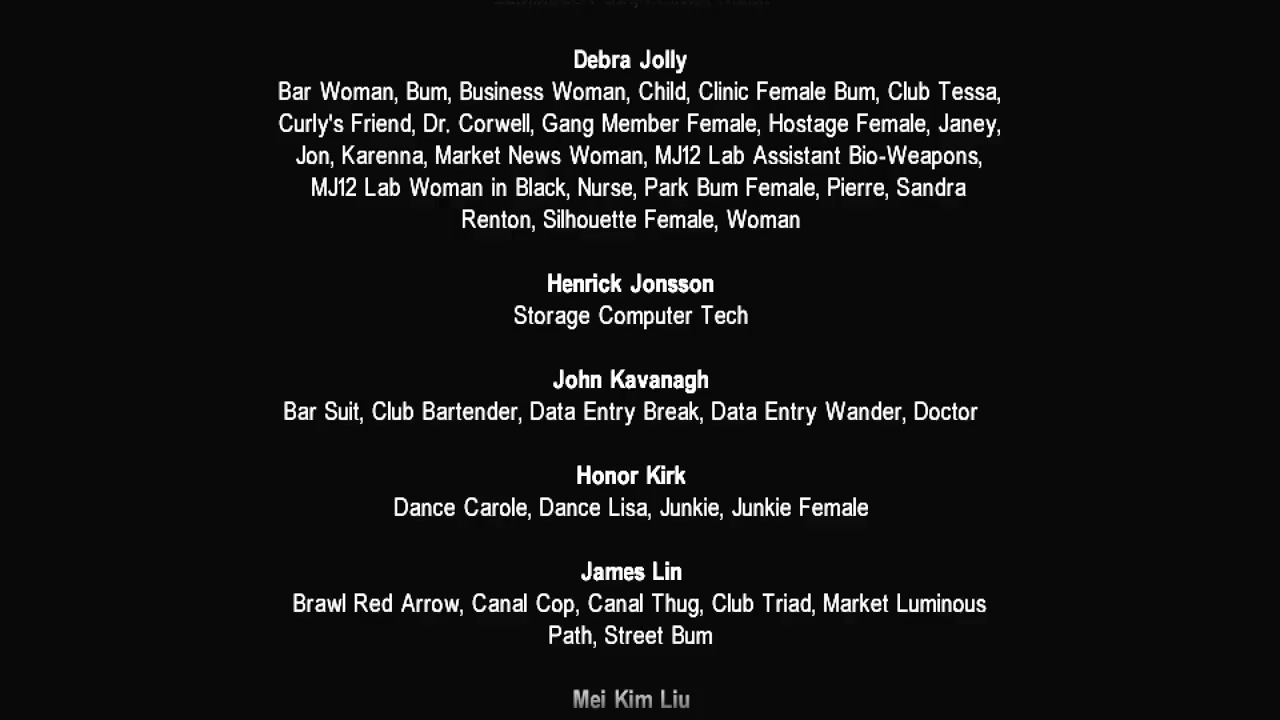 Debra Jolly
Bar Woman, Bum, Business Woman, Child, Clinic Female Bum, Club Tessa,
Curly's Friend, Dr. Corwell, Gang Member Female, Hostage Female, Janey,
Jon, Karenna, Market News Woman, MJ12 Lab Assistant Bio-Weapons,
MJ12 Lab Woman in Black, Nurse, Park Bum Female, Pierre, Sandra
Renton, Silhouette Female, Woman
Henrick Jonsson
Storage Computer Tech
John Kavanagh
Bar Suit, Club Bartender, Data Entry Break, Data Entry Wander, Doctor
Honor Kirk
Dance Carole, Dance Lisa, Junkie, Junkie Female
James Lin
Brawl Red Arrow, Canal Cop, Canal Thug, Club Triad, Market Luminous
Path, Street Bum
Mei Kim Liu